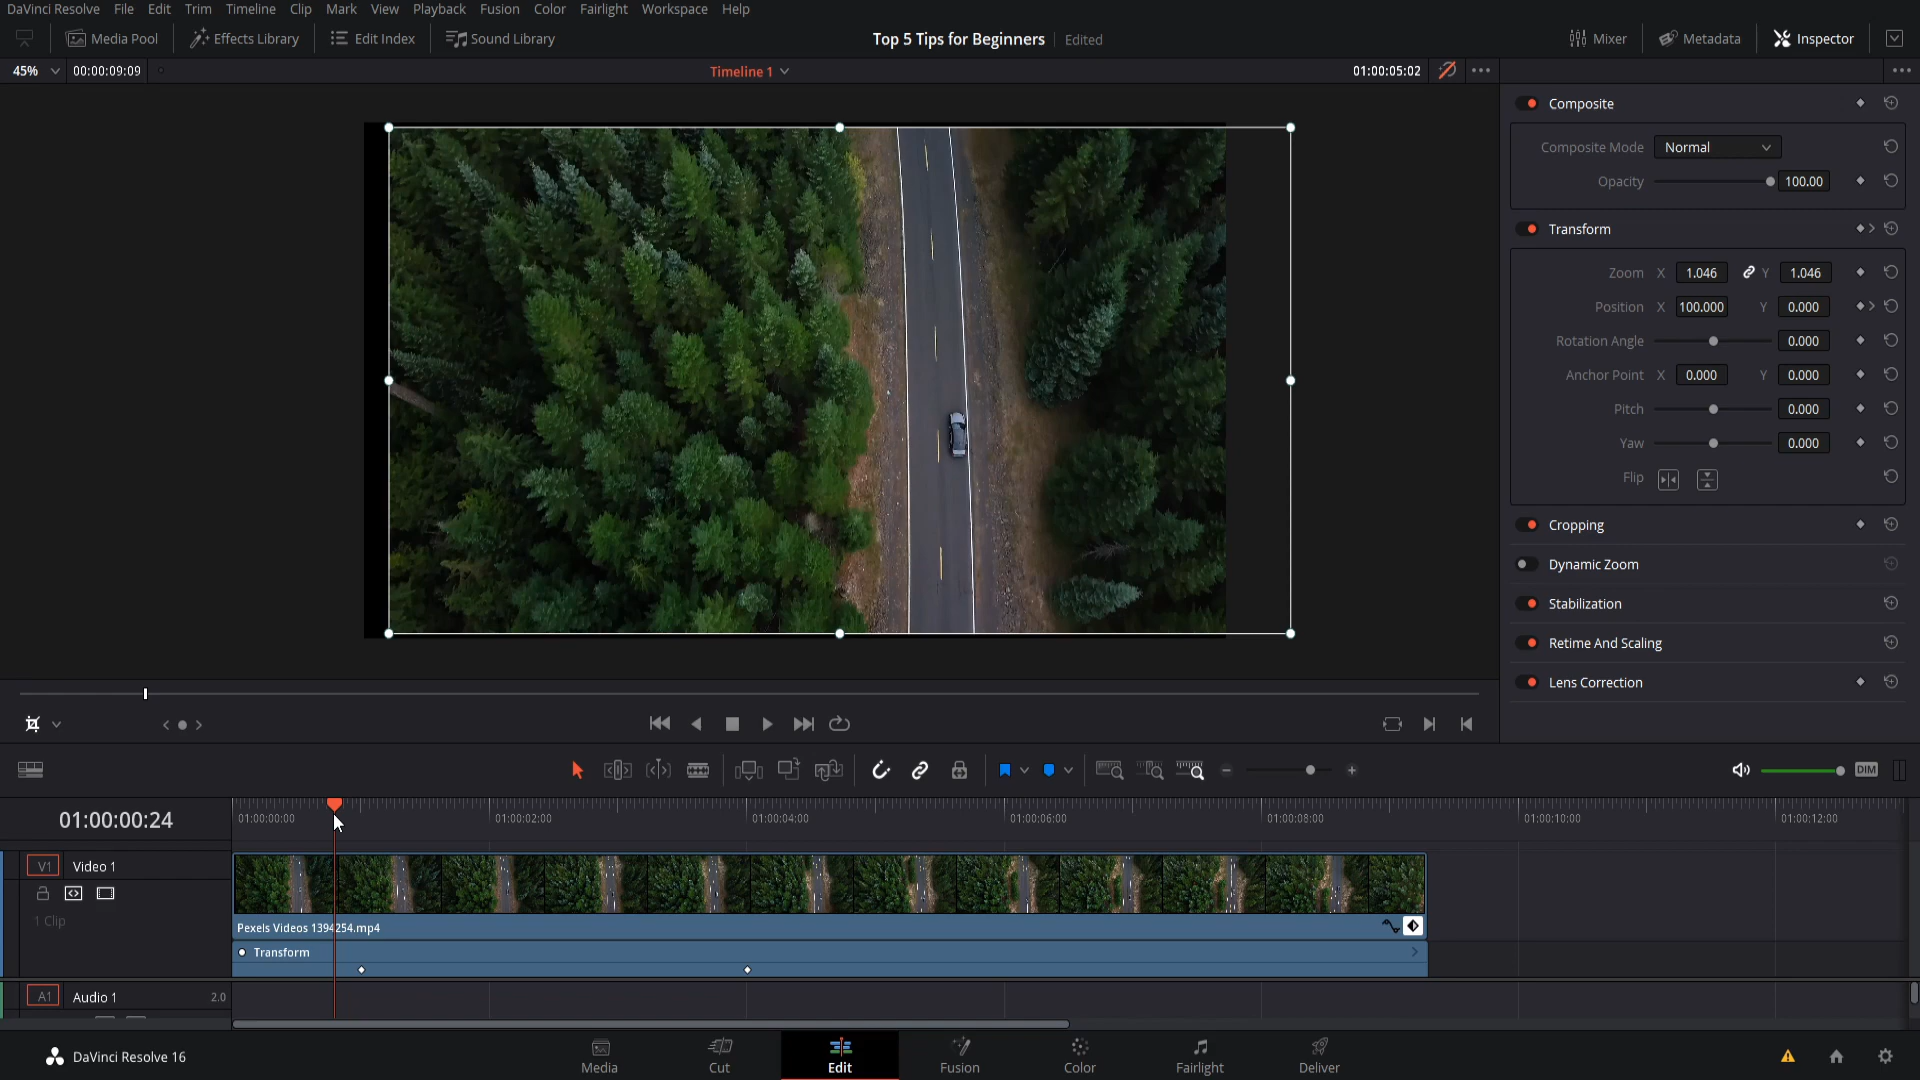 DaVinci Resolve File Edit Trim Timeline Clip Mark View Playback Fusion Color Fairlight Workspace Help
Media Pool Effects Library Edit Index Sound Library Top 5 Tips for Beginners Edited Mixer Metadata Inspector
45% 00:00:09:09 Timeline 1 01:00:05:02
Composite
Composite Mode Normal
Opacity 100.00
Transform
Zoom X 1.046 Y 1.046
Position X 100.000 Y 0.000
Rotation Angle 0.000
Anchor Point X 0.000 Y 0.000
Pitch 0.000
Yaw 0.000
Flip
Cropping
Dynamic Zoom
Stabilization
Retime And Scaling
Lens Correction
DIM
01:00:00:24 01:00:00:00 01:00:02:00 01:00:04:00 01:00:06:00 01:00:08:00 01:00:10:00 01:00:12:00
V1 Video 1
1 Clip
Pexels Videos 1394254.mp4
Transform
A1 Audio 1 2.0
DaVinci Resolve 16 Media Cut Edit Fusion Color Fairlight Deliver